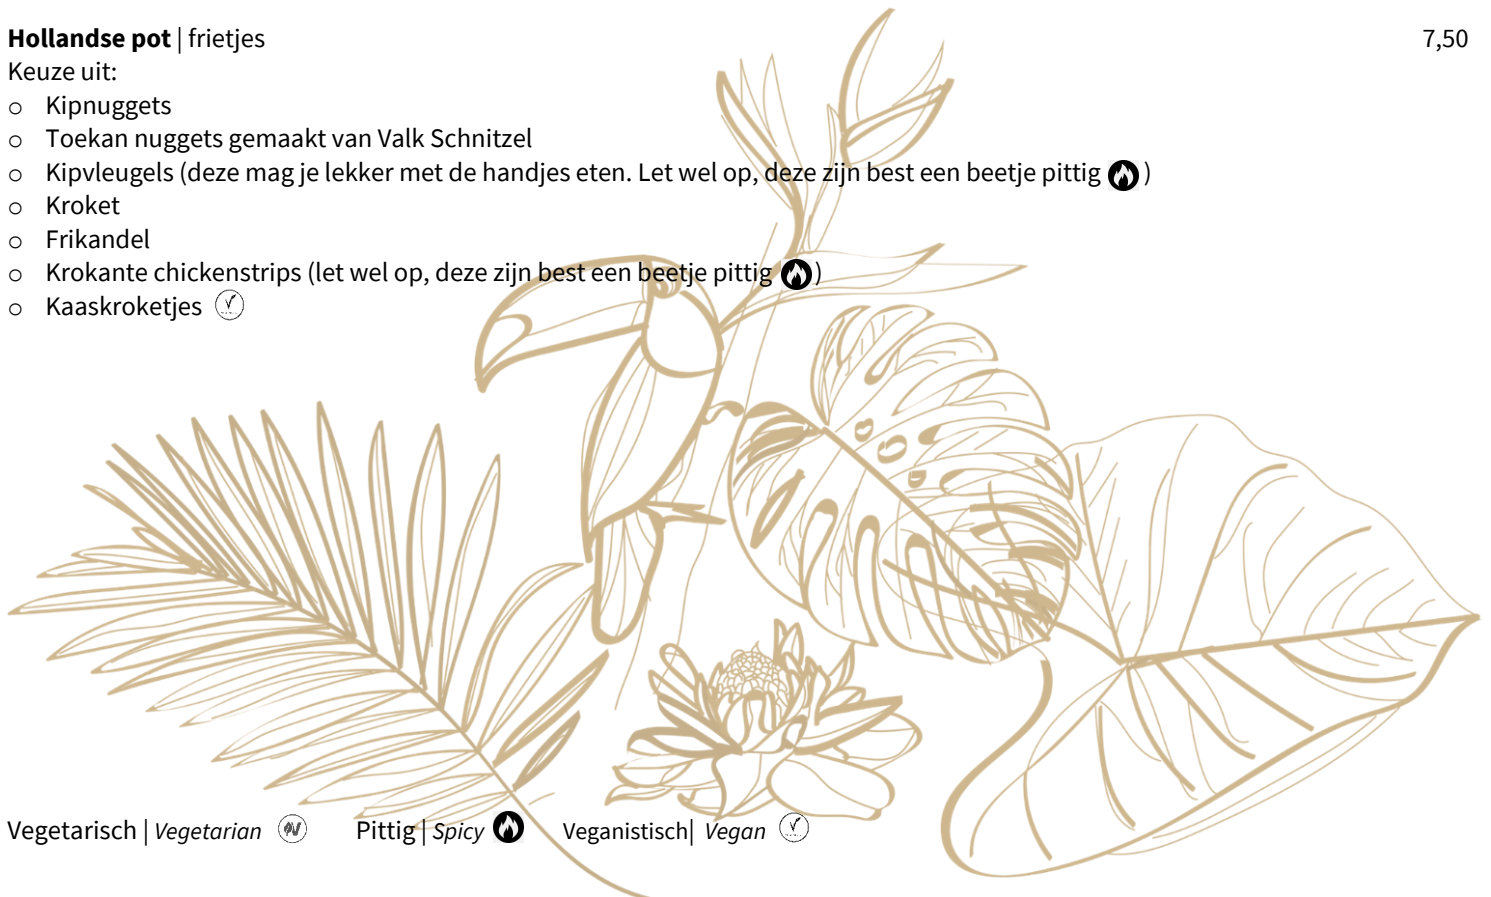 Hollandse pot | frietjes 7,50
Keuze uit:
o Kipnuggets
o Toekan nuggets gemaakt van Valk Schnitzel
o Kipvleugels (deze mag je lekker met de handjes eten. Let wel op, deze zijn best een beetje pittig )
o Kroket
o Frikandel
o Krokante chickenstrips (let wel op, deze zijn best een beetje pittig )
o Kaaskroketjes
Vegetarisch | Vegetarian Pittig | Spicy Veganistisch| Vegan